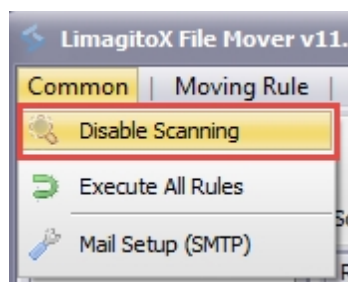 LimagitoX File Mover v11.
Common | Moving Rule |
Disable Scanning
Execute All Rules
Mail Setup (SMTP)